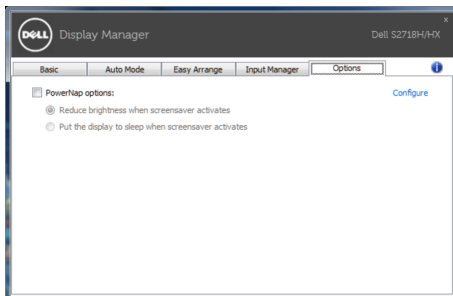 DELL Display Manager Dell S2718H/HX
Basic Auto Mode Easy Arrange Input Manager Options
PowerNap options: Configure
Reduce brightness when screensaver activates
Put the display to sleep when screensaver activates